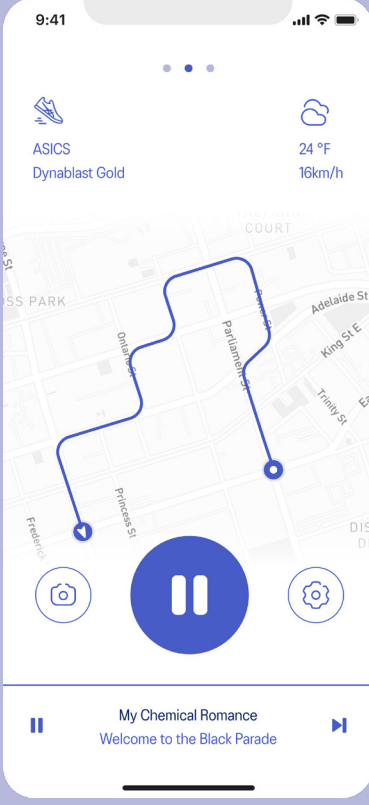 9:41
ASICS
Dynablast Gold
24 °F
16km/h
COURT
OSS PARK
Adelaide St
Power St
King St E
Ontario St
Parliament St
Trinity St
Princess St
Frederick
DIS
My Chemical Romance
Welcome to the Black Parade